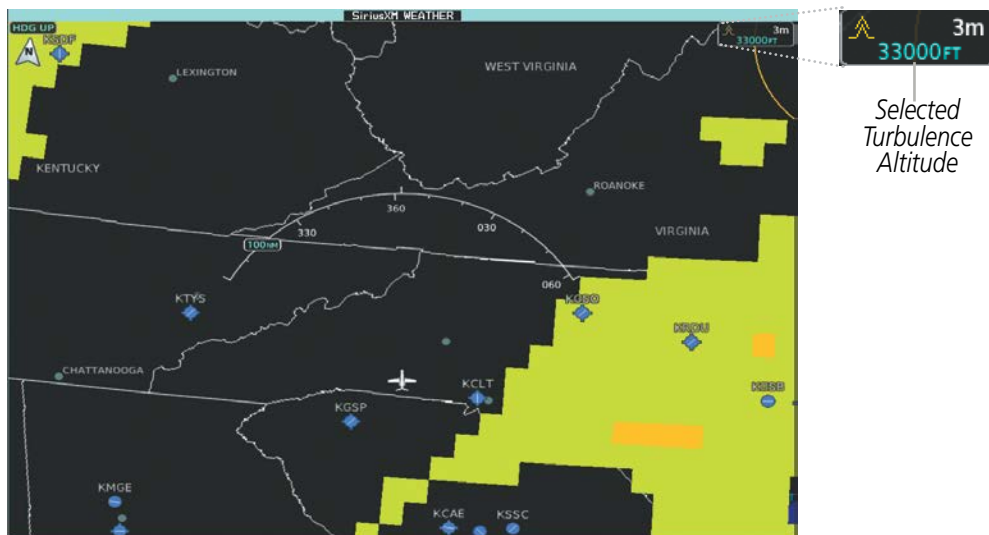 SiriusXM WEATHER
HDG UP
N
KSDF
LEXINGTON
WEST VIRGINIA
3m
33000FT
3m
33000FT
Selected
Turbulence
Altitude
KENTUCKY
ROANOKE
360
330
030
VIRGINIA
100NM
060
KTYS
KGSO
KRDU
CHATTANOOGA
KCLT
KGSP
KMGE
KCAE
KSSC